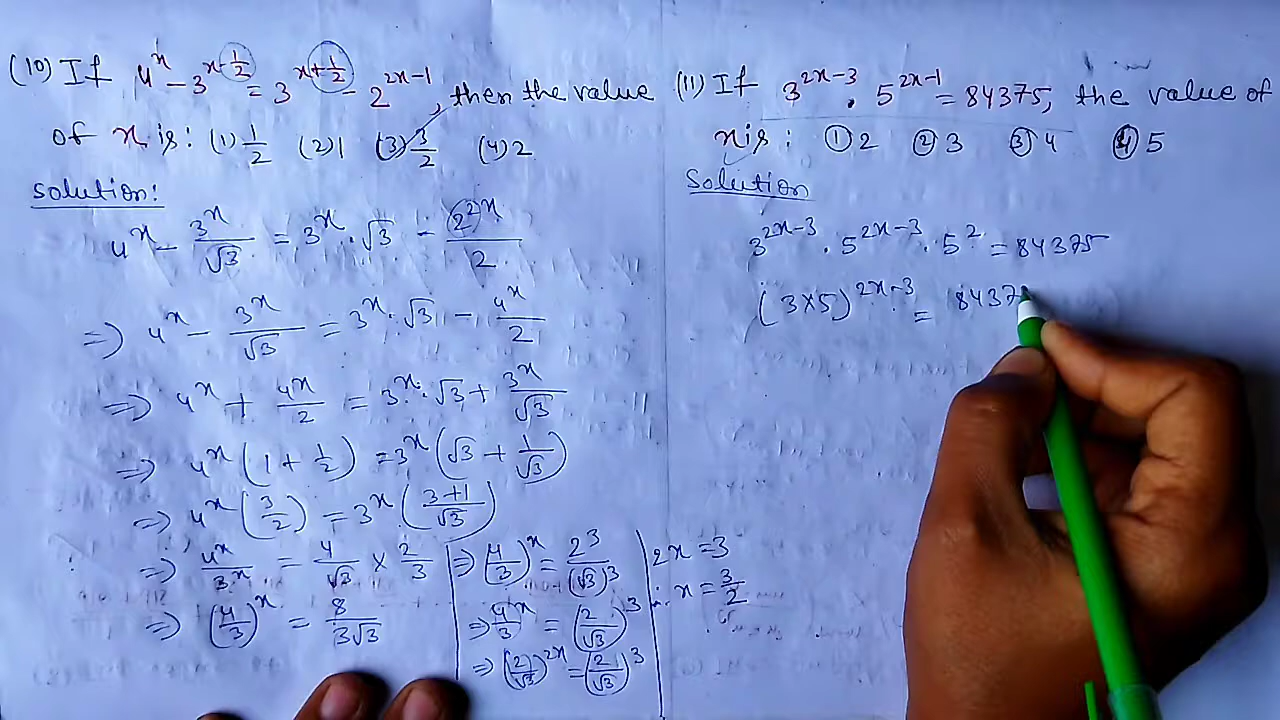 (10) If 4^x - 3^{x-1/2} = 3^{x+1/2} - 2^{2x-1}, then the value
of x is: (1) 1/2 (2) 1 (3) 3/2 (4) 2
Solution:
4^x - 3^x/√3 = 3^x · √3 - 2^{2x}/2
=> 4^x - 3^x/√3 = 3^x · √3 - 4^x/2
=> 4^x + 4^x/2 = 3^x · √3 + 3^x/√3
=> 4^x (1 + 1/2) = 3^x (√3 + 1/√3)
=> 4^x (3/2) = 3^x ((3+1)/√3)
=> 4^x/3^x = 4/√3 × 2/3
=> (4/3)^x = 8/(3√3)
=> (4/3)^x = 2^3/(√3)^3
=> 4^x/3 = (2/√3)^3
=> (2/√3)^{2x} = (2/√3)^3
2x = 3
∴ x = 3/2
(11) If 3^{2x-3} · 5^{2x-1} = 84375, the value of
x is: ① 2 ② 3 ③ 4 ④ 5
Solution
3^{2x-3} · 5^{2x-3} · 5^2 = 84375
(3×5)^{2x-3} = 8437